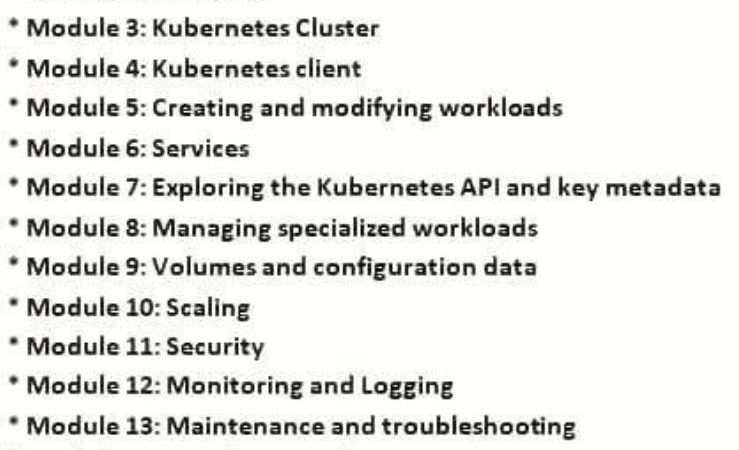 * Module 3: Kubernetes Cluster
* Module 4: Kubernetes client
* Module 5: Creating and modifying workloads
* Module 6: Services
* Module 7: Exploring the Kubernetes API and key metadata
* Module 8: Managing specialized workloads
* Module 9: Volumes and configuration data
* Module 10: Scaling
* Module 11: Security
* Module 12: Monitoring and Logging
* Module 13: Maintenance and troubleshooting